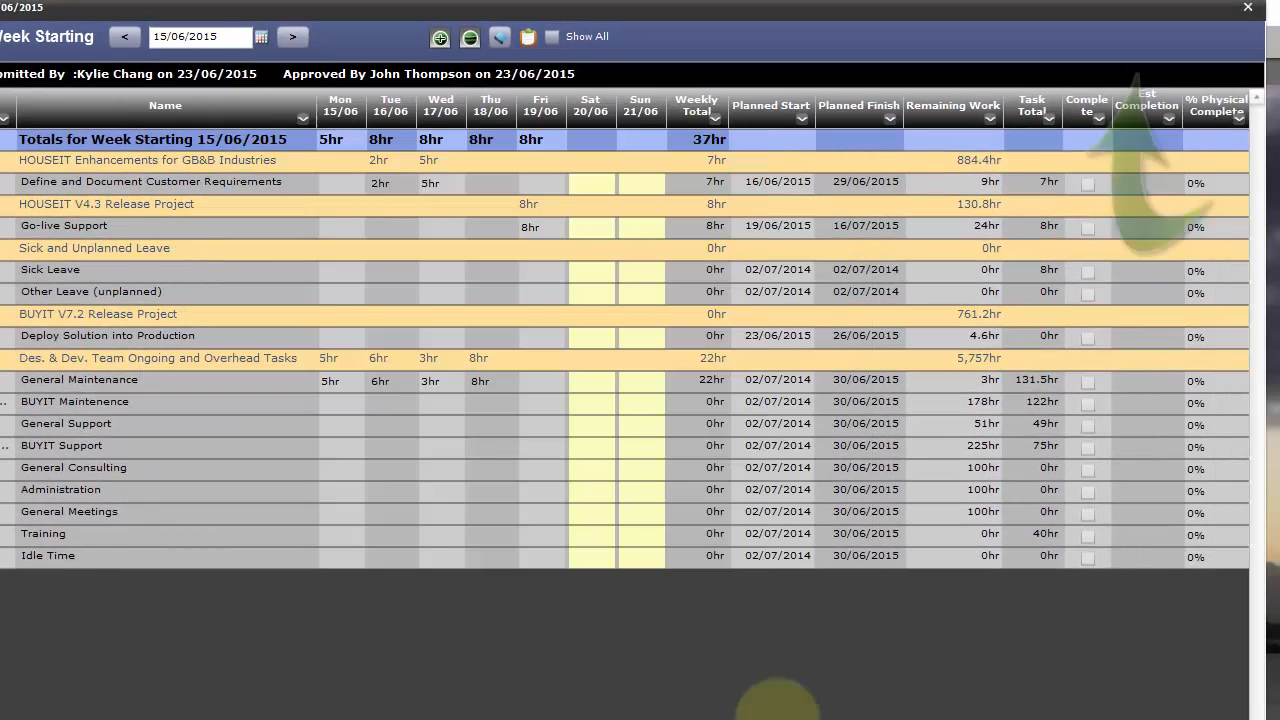 06/2015
Week Starting < 15/06/2015 > Show All
mitted By :Kylie Chang on 23/06/2015 Approved By John Thompson on 23/06/2015
Name Mon 15/06 Tue 16/06 Wed 17/06 Thu 18/06 Fri 19/06 Sat 20/06 Sun 21/06 Weekly Total Planned Start Planned Finish Remaining Work Task Total Comple te Est Completion % Physical Complete
Totals for Week Starting 15/06/2015 5hr 8hr 8hr 8hr 8hr 37hr
HOUSEIT Enhancements for GB&B Industries 2hr 5hr 7hr 884.4hr
Define and Document Customer Requirements 2hr 5hr 7hr 16/06/2015 29/06/2015 9hr 7hr 0%
HOUSEIT V4.3 Release Project 8hr 8hr 130.8hr
Go-live Support 8hr 8hr 19/06/2015 16/07/2015 24hr 8hr 0%
Sick and Unplanned Leave 0hr 0hr
Sick Leave 0hr 02/07/2014 02/07/2014 0hr 8hr 0%
Other Leave (unplanned) 0hr 02/07/2014 02/07/2014 0hr 0hr 0%
BUYIT V7.2 Release Project 0hr 761.2hr
Deploy Solution into Production 0hr 23/06/2015 26/06/2015 4.6hr 0hr 0%
Des. & Dev. Team Ongoing and Overhead Tasks 5hr 6hr 3hr 8hr 22hr 5,757hr
General Maintenance 5hr 6hr 3hr 8hr 22hr 02/07/2014 30/06/2015 3hr 131.5hr 0%
.. BUYIT Maintenence 0hr 02/07/2014 30/06/2015 178hr 122hr 0%
General Support 0hr 02/07/2014 30/06/2015 51hr 49hr 0%
.. BUYIT Support 0hr 02/07/2014 30/06/2015 225hr 75hr 0%
General Consulting 0hr 02/07/2014 30/06/2015 100hr 0hr 0%
Administration 0hr 02/07/2014 30/06/2015 100hr 0hr 0%
General Meetings 0hr 02/07/2014 30/06/2015 100hr 0hr 0%
Training 0hr 02/07/2014 30/06/2015 0hr 40hr 0%
Idle Time 0hr 02/07/2014 30/06/2015 0hr 0hr 0%